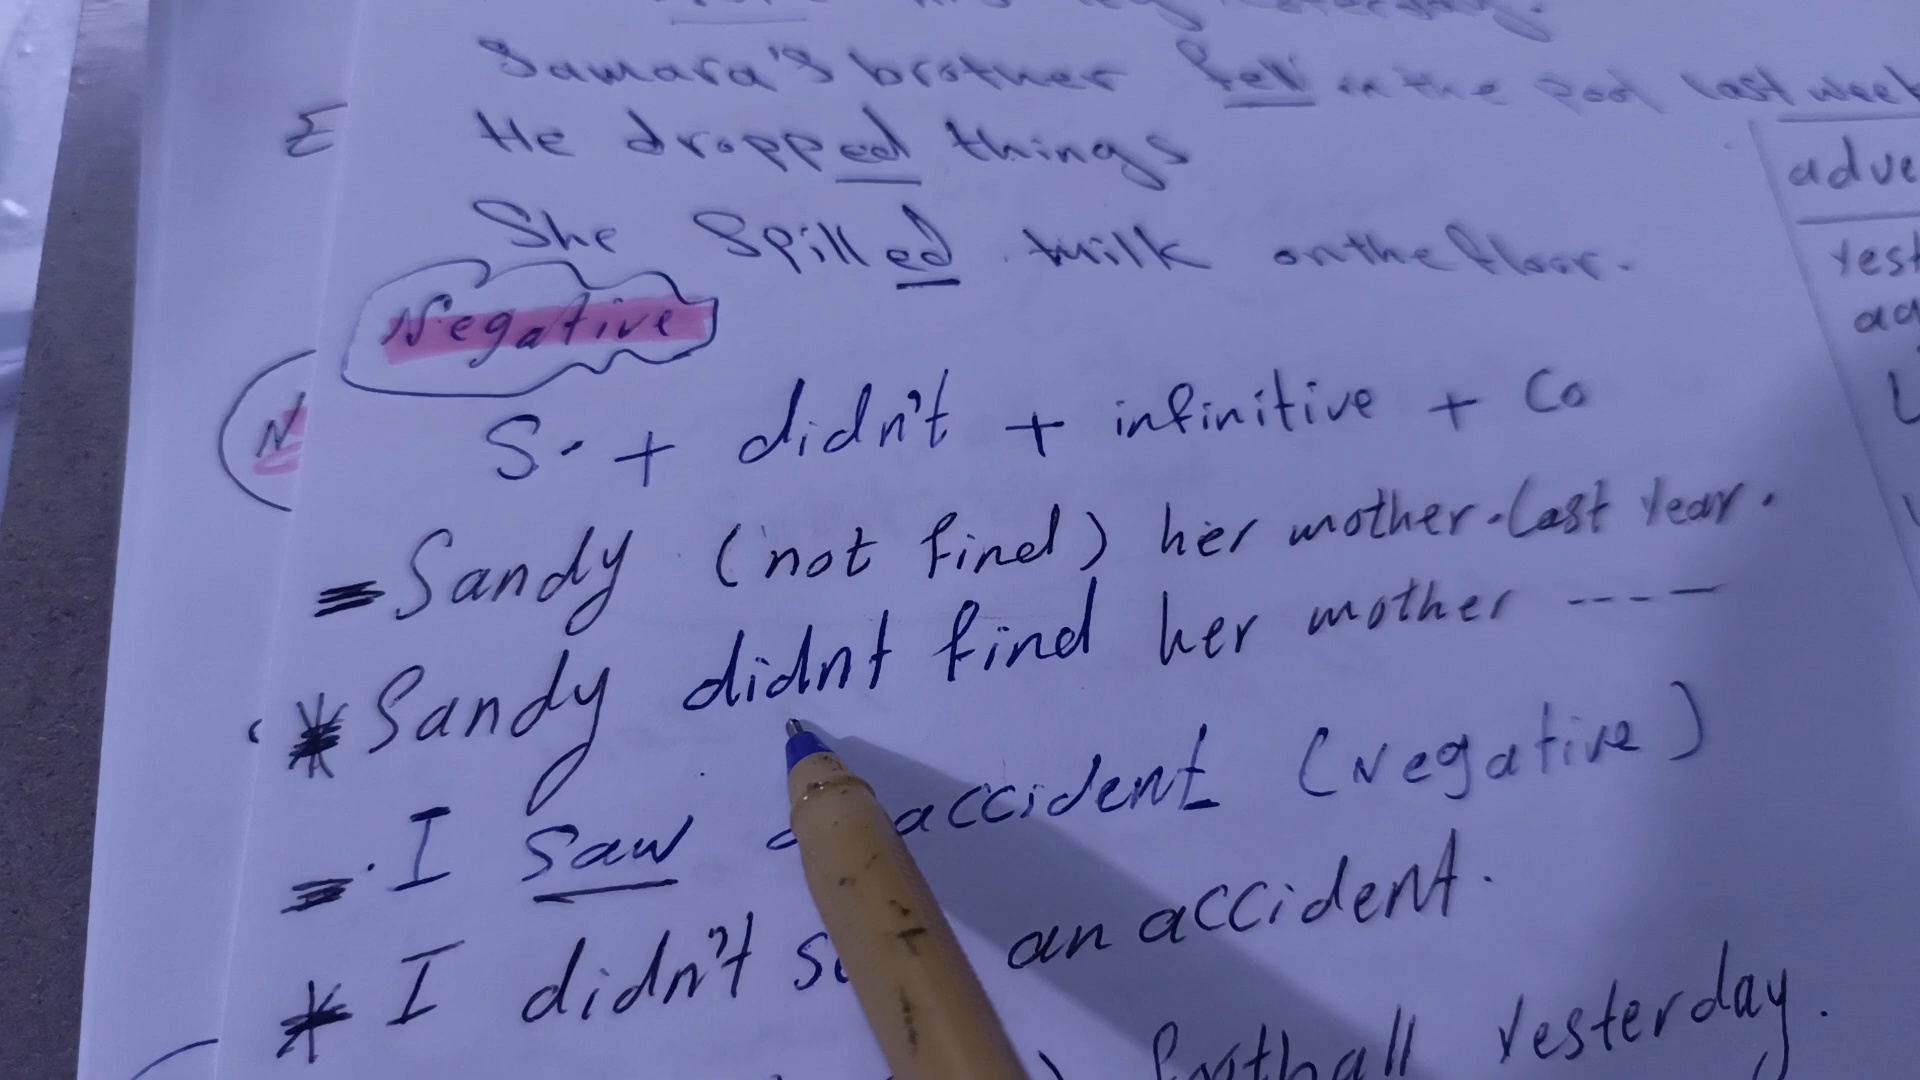 Samara's brother fell in the pool last week
He dropped things
E
She spilled milk on the floor.
Negative
N
S. + didn't + infinitive + Co
= Sandy (not find) her mother. last year.
* Sandy didnt find her mother ----
= I saw accident (Negative)
* I didn't an accident.
football yesterday.
adve
yest
ag